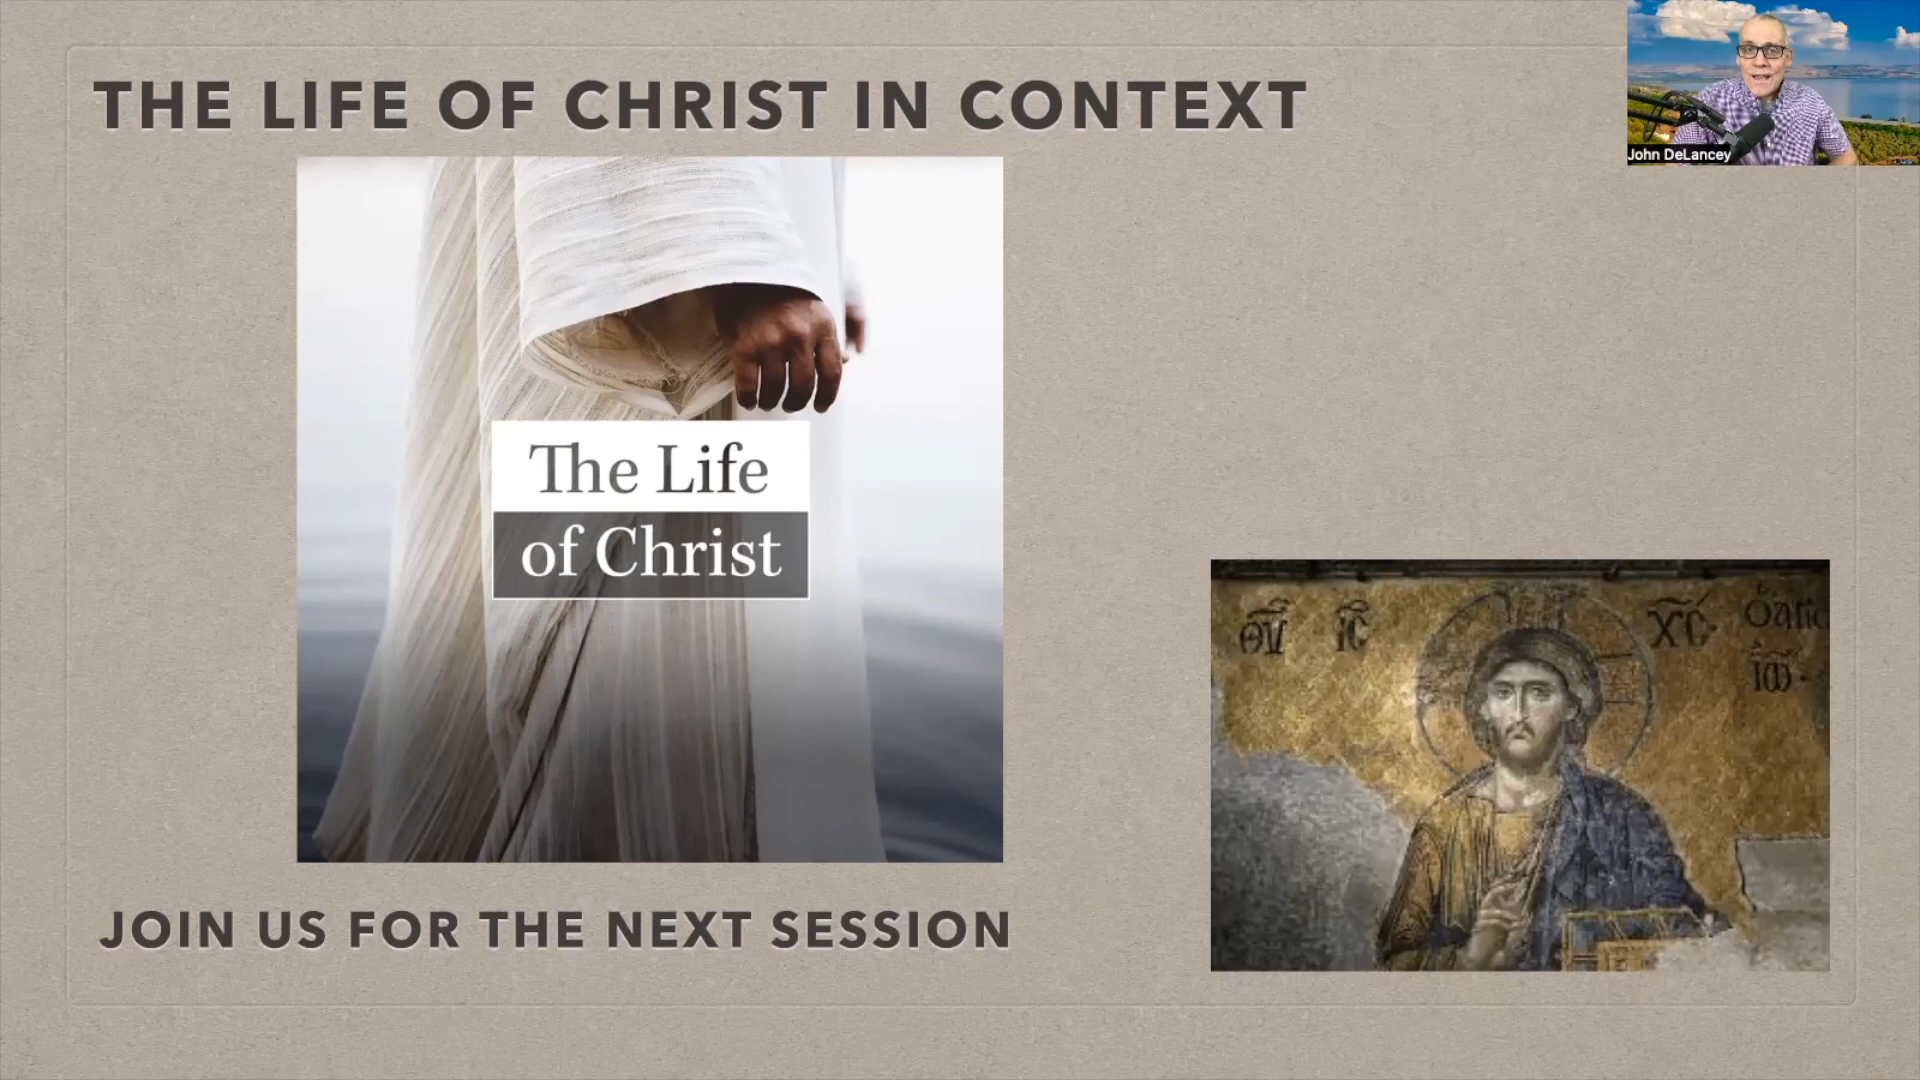 THE LIFE OF CHRIST IN CONTEXT
John DeLancey
The Life
of Christ
JOIN US FOR THE NEXT SESSION